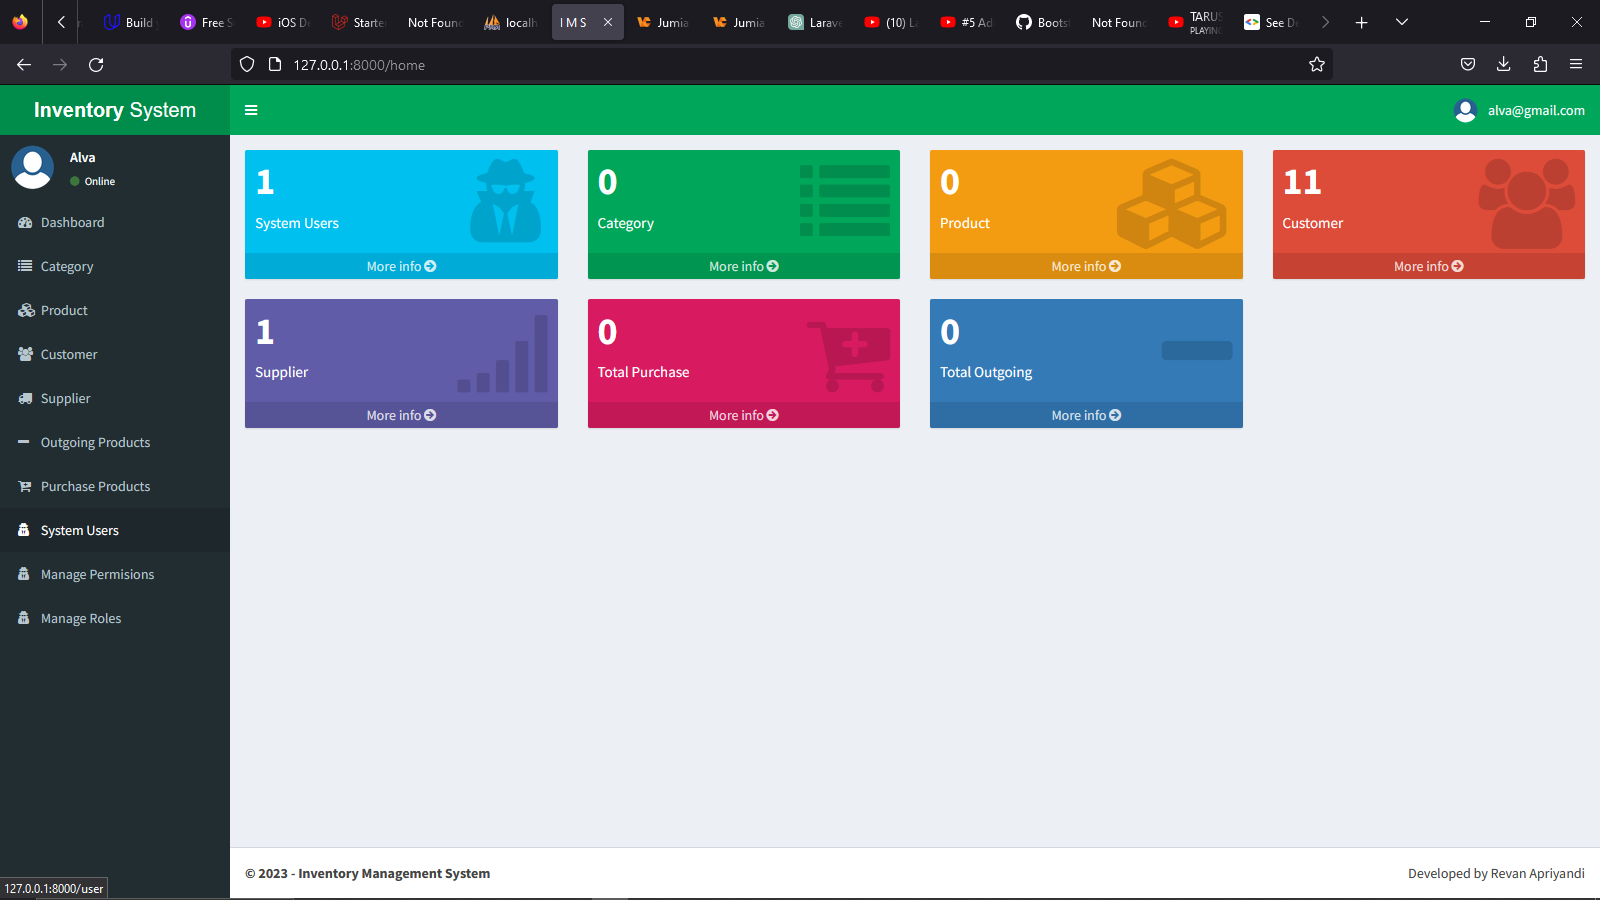 Build
Free S
iOS D
Starte
Not Found
localh
I M S
Jumia
Jumia
Larave
(10) L
#5 Ad
Bootst
Not Foun
TARUS
PLAYING
See De
127.0.0.1:8000/home
Inventory System
alva@gmail.com
Alva
Online
Dashboard
Category
Product
Customer
Supplier
Outgoing Products
Purchase Products
System Users
Manage Permisions
Manage Roles
1
System Users
More info
0
Category
More info
0
Product
More info
11
Customer
More info
1
Supplier
More info
0
Total Purchase
More info
0
Total Outgoing
More info
© 2023 - Inventory Management System
Developed by Revan Apriyandi
127.0.0.1:8000/user